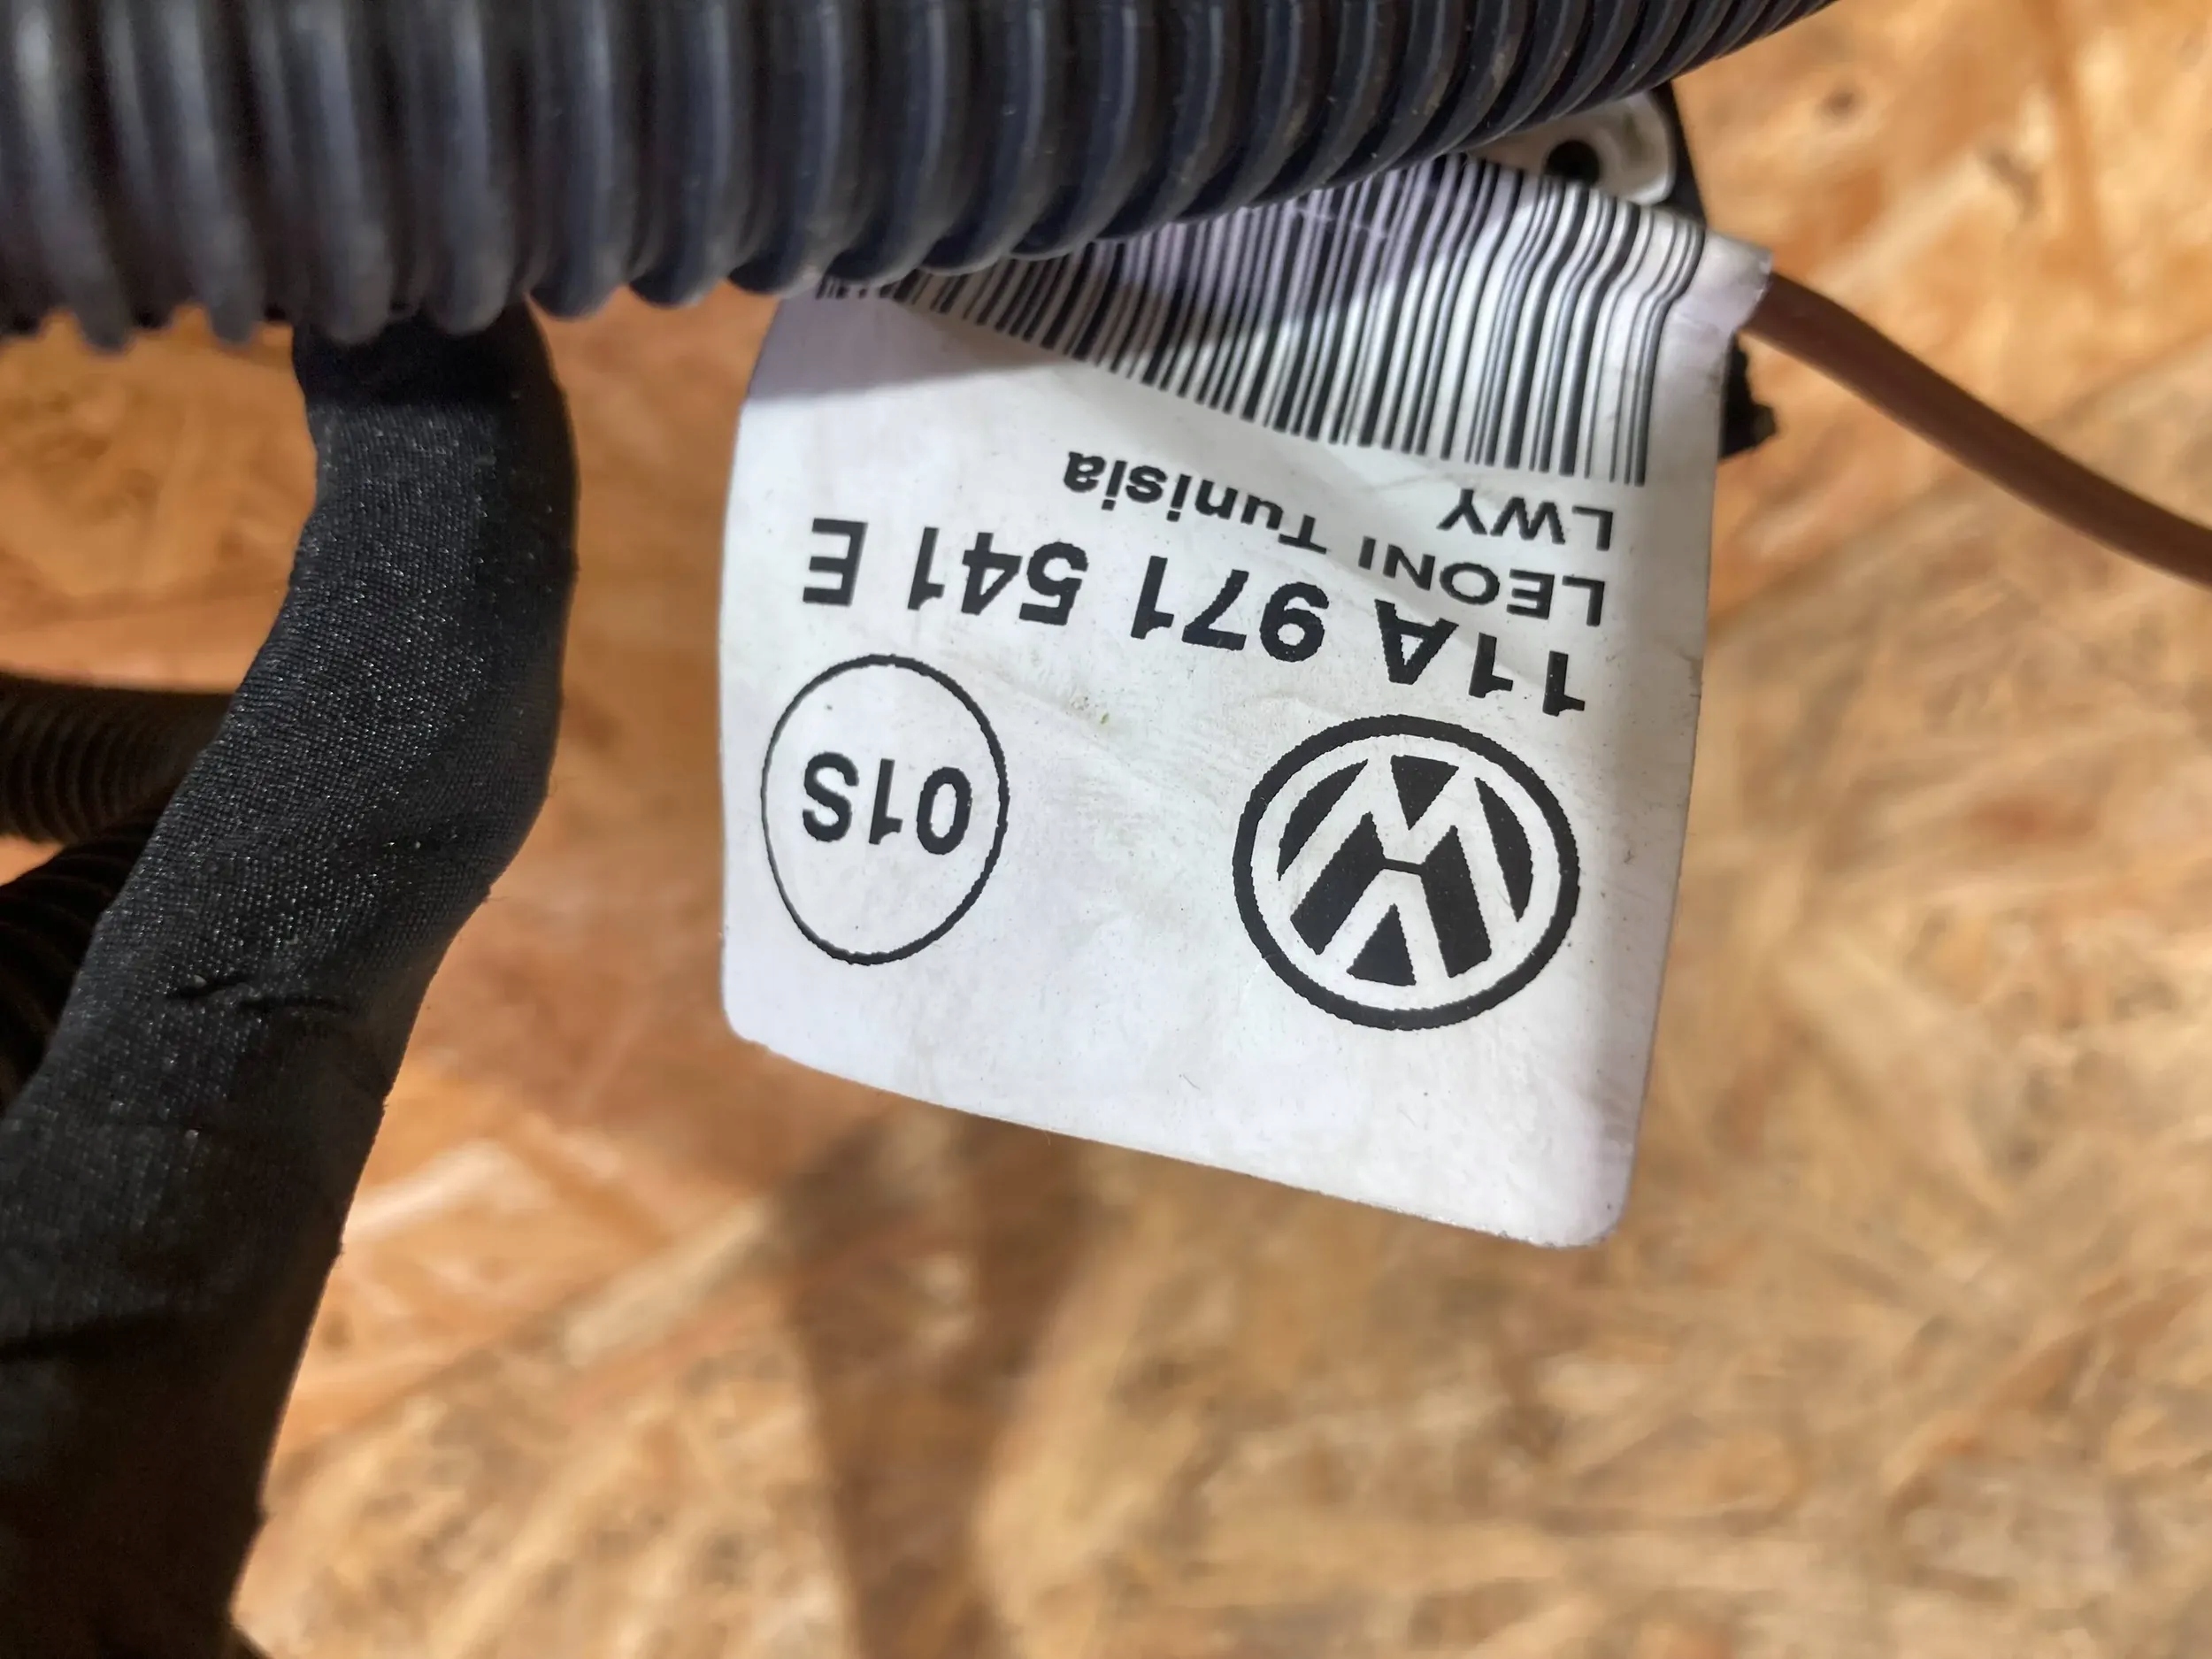 01S
11A 971 541 E
LEONI Tunisia
LWY